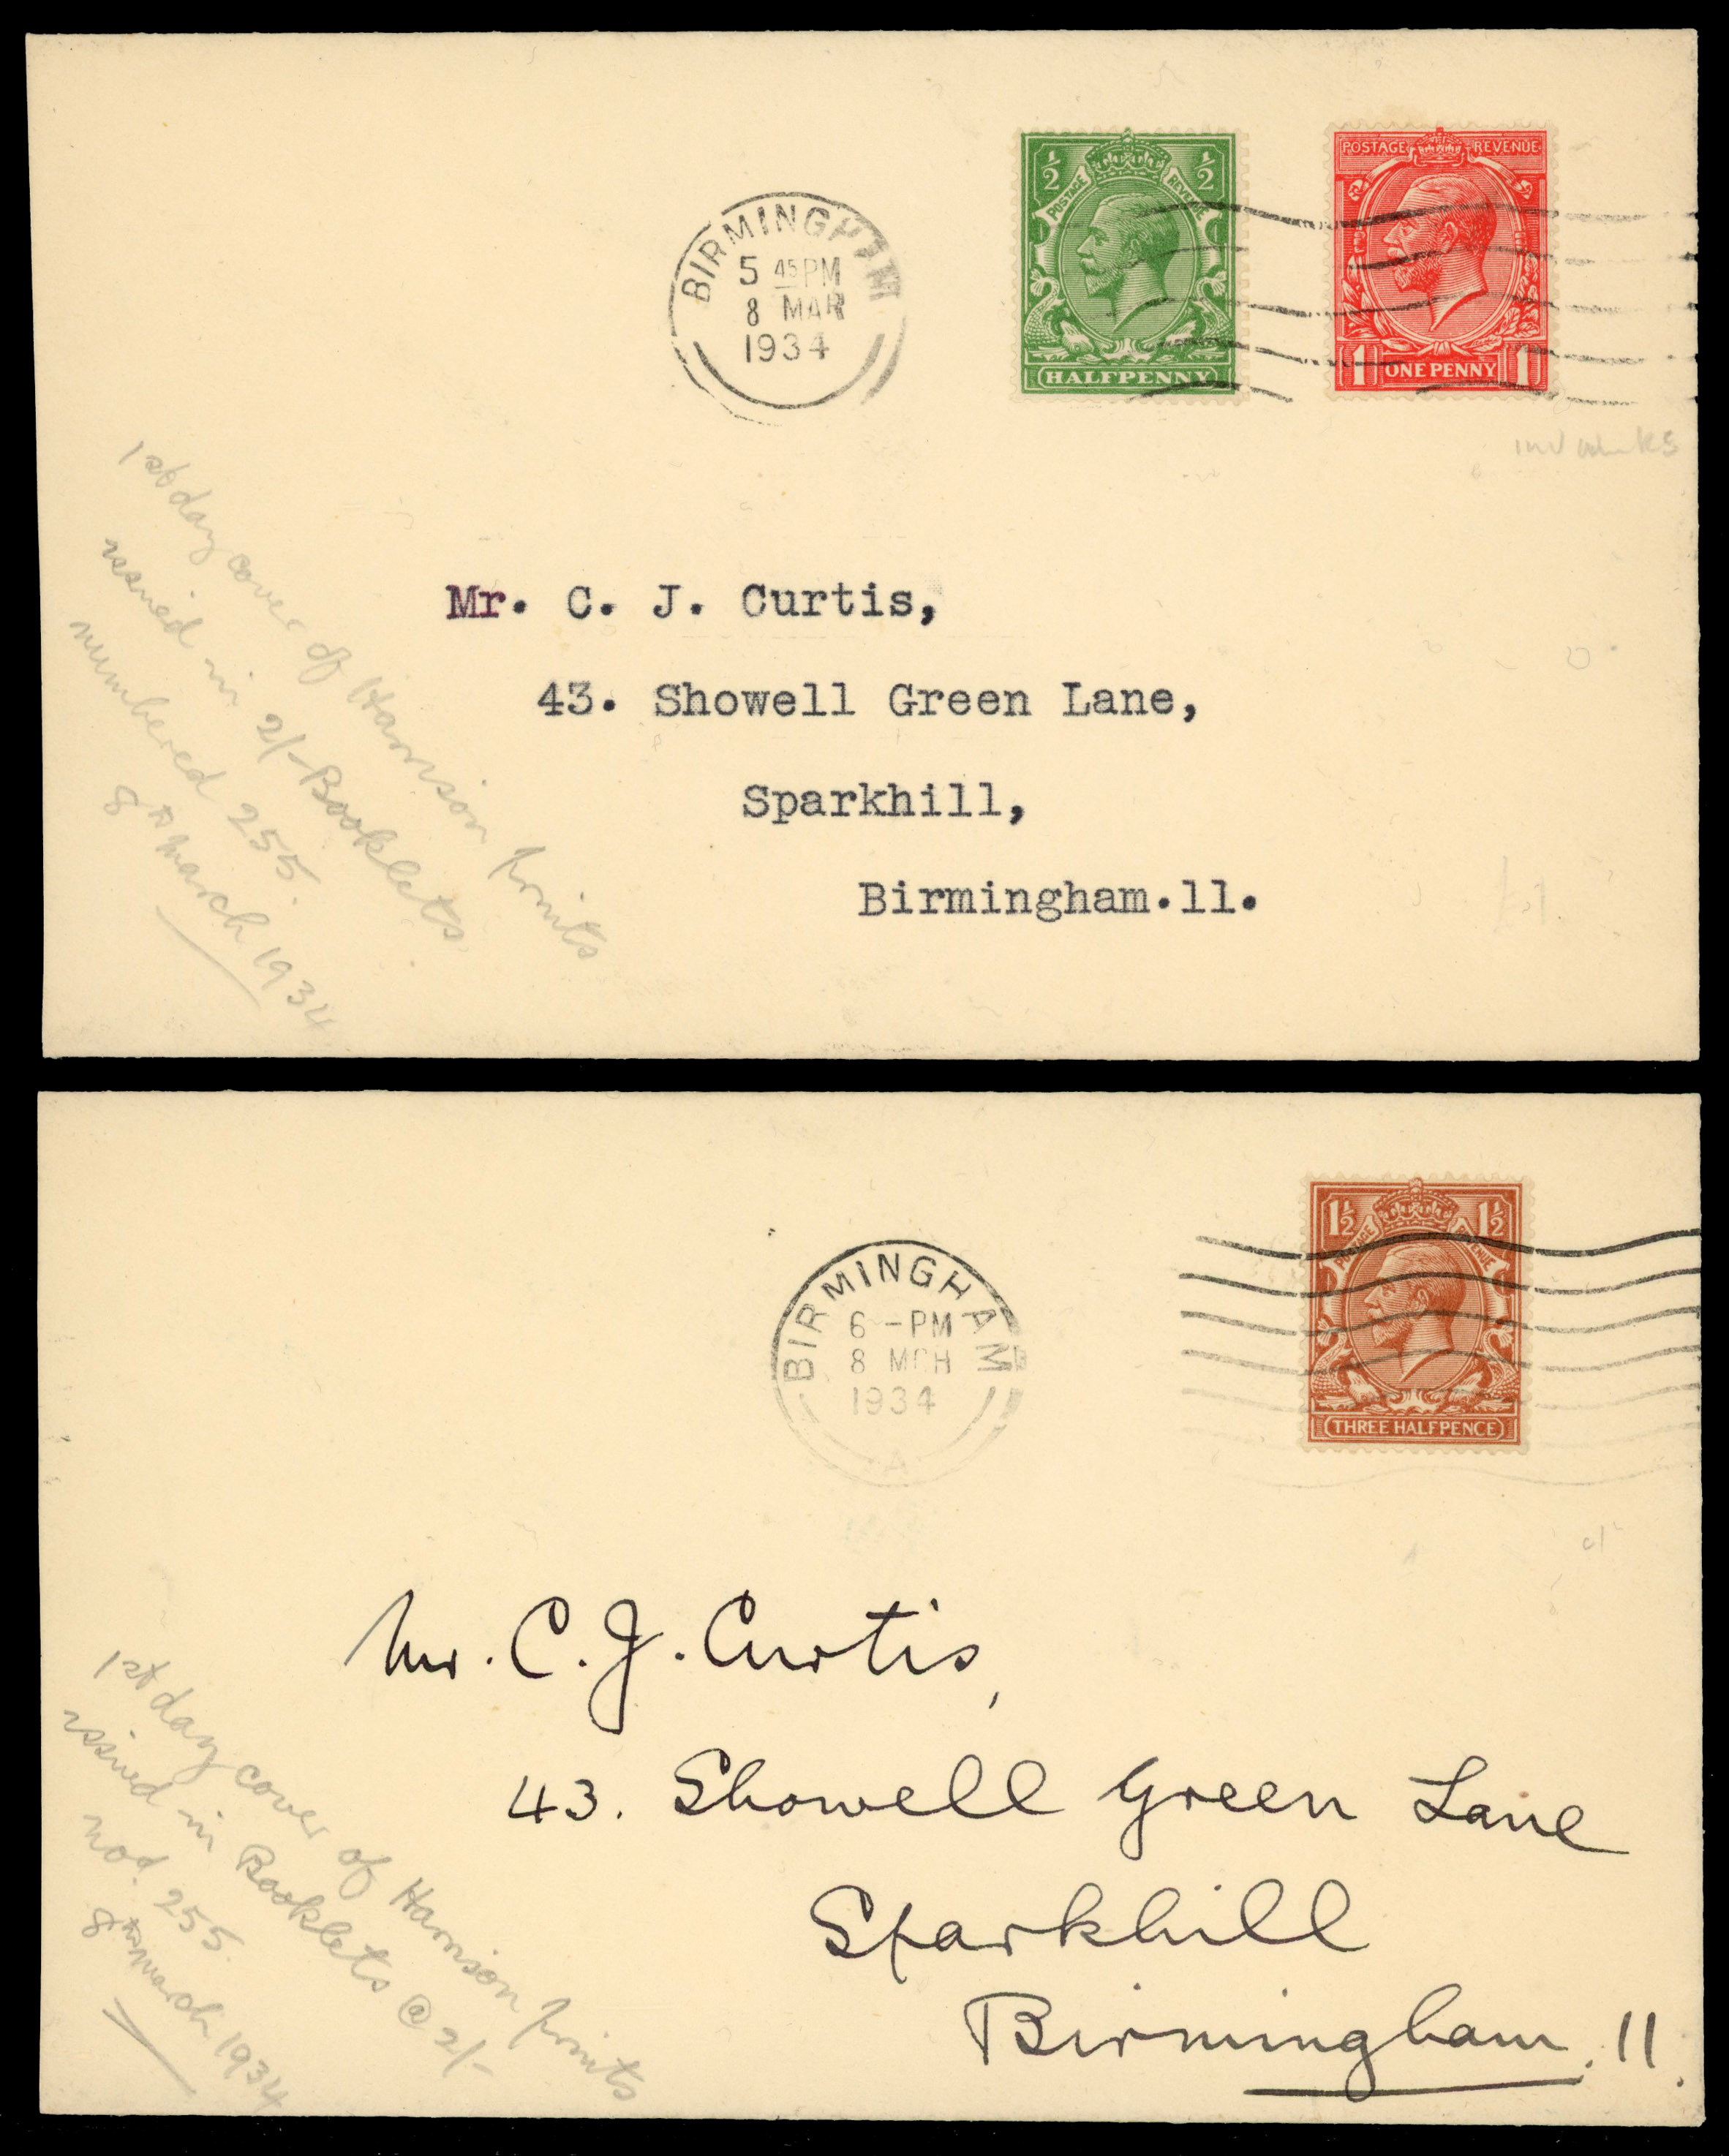 BIRMINGHAM
5 45 PM
8 MAR
1934
½ ½
POSTAGE REVENUE
HALFPENNY
POSTAGE REVENUE
1 ONE PENNY 1
inv
Mr. C. J. Curtis,
43. Showell Green Lane,
Sparkhill,
Birmingham.11.
1st day cover of Harrison prints
issued in 2/- Booklets
numbered 255.
8th March 1934
BIRMINGHAM
6 - PM
8 MCH
1934
A
1½ 1½
POSTAGE REVENUE
THREE HALFPENCE
Mr. C. J. Curtis,
43. Showell Green Lane
Sparkhill
Birmingham. 11.
1st day cover of Harrison prints
issued in Booklets @ 2/-
nod. 255.
8th March 1934